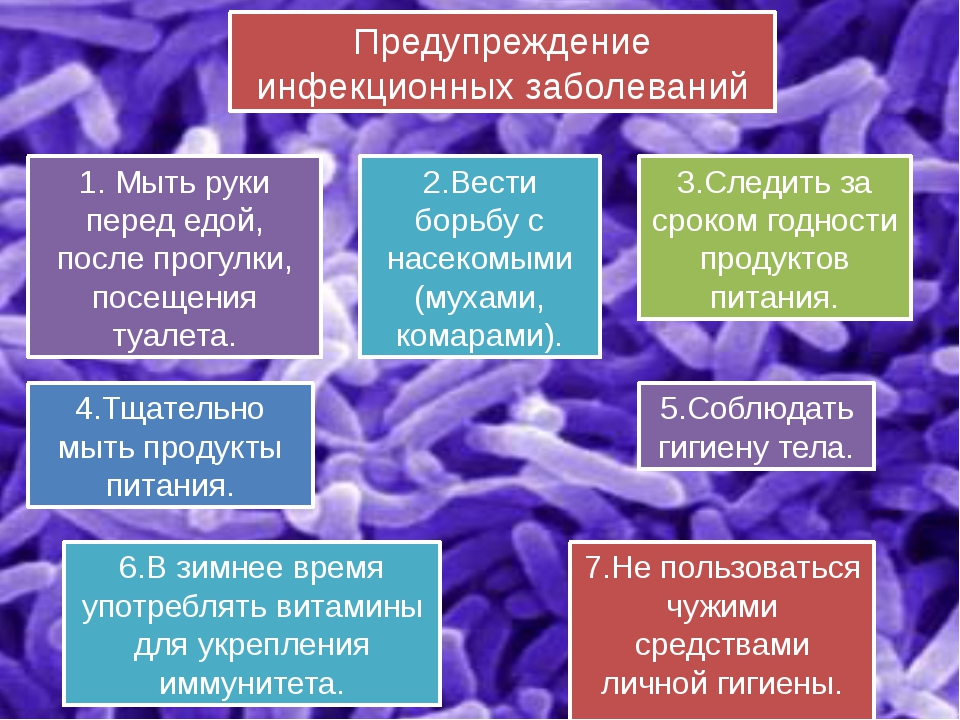 Предупреждение
инфекционных заболеваний
1. Мыть руки
перед едой,
после прогулки,
посещения
туалета.
2.Вести
борьбу с
насекомыми
(мухами,
комарами).
3.Следить за
сроком годности
продуктов
питания.
4.Тщательно
мыть продукты
питания.
5.Соблюдать
гигиену тела.
6.В зимнее время
употреблять витамины
для укрепления
иммунитета.
7.Не пользоваться
чужими
средствами
личной гигиены.